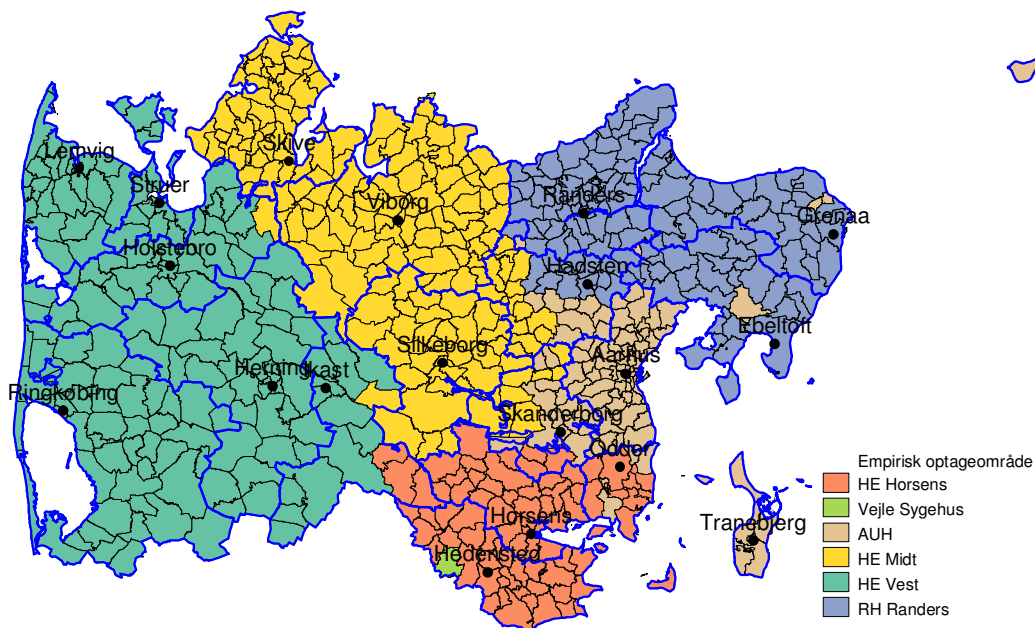 Skive
Lemvig
Struer
Viborg
Randers
Grenaa
Holstebro
Hadsten
Ebeltoft
Silkeborg
Aarhus
Herning
Ikast
Ringkøbing
Skanderborg
Odder
Horsens
Tranebjerg
Hedensted
Empirisk optageområde
HE Horsens
Vejle Sygehus
AUH
HE Midt
HE Vest
RH Randers